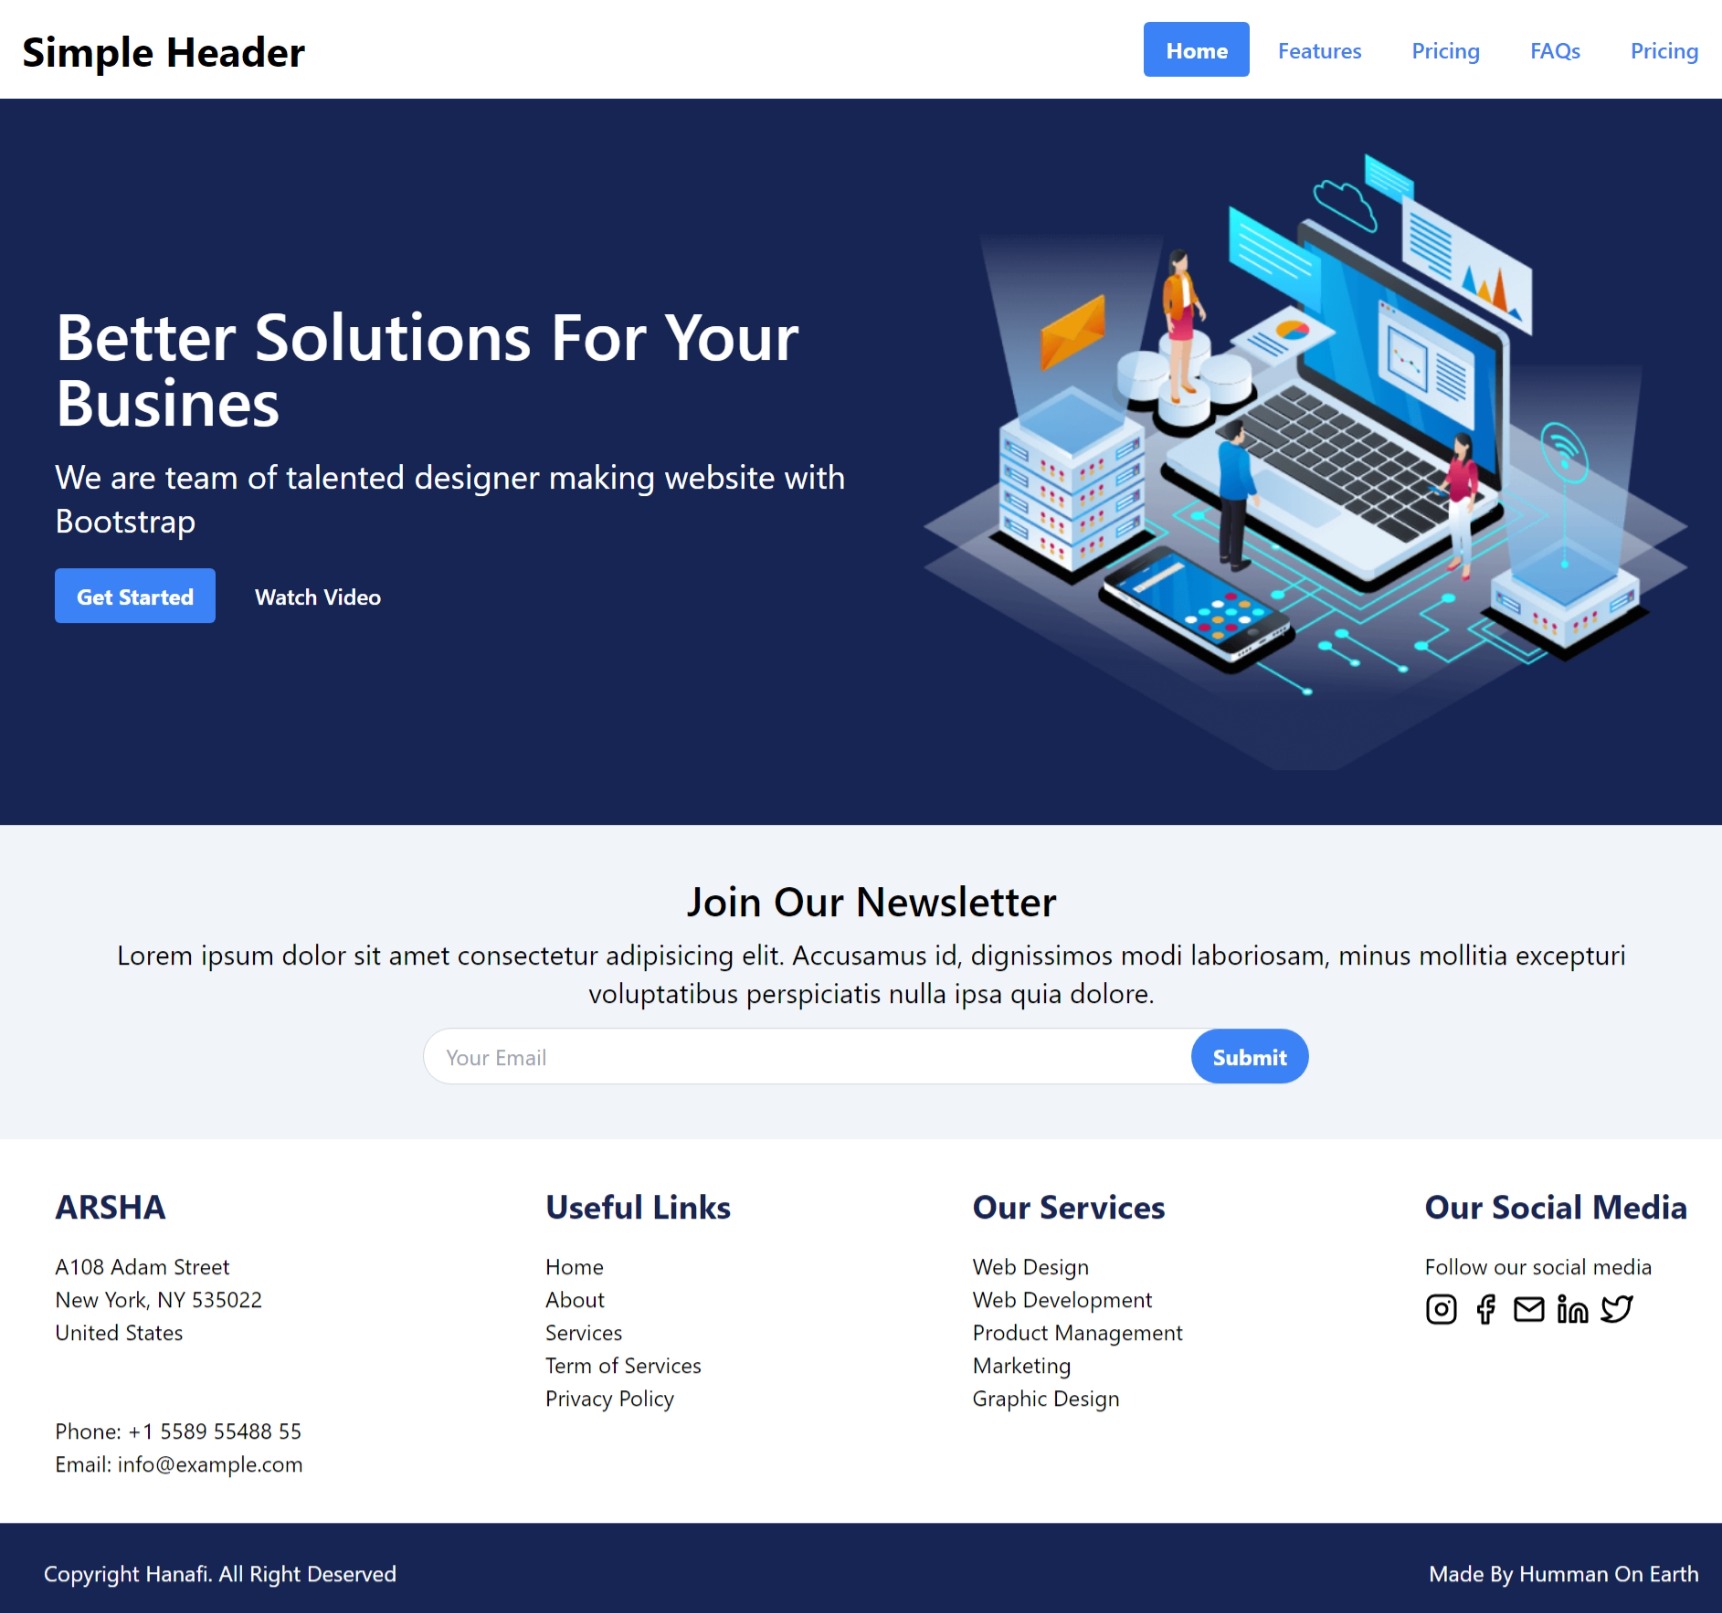 Simple Header
Home
Features
Pricing
FAQs
Pricing
Better Solutions For Your
Busines
We are team of talented designer making website with
Bootstrap
Get Started
Watch Video
Join Our Newsletter
Lorem ipsum dolor sit amet consectetur adipisicing elit. Accusamus id, dignissimos modi laboriosam, minus mollitia excepturi
voluptatibus perspiciatis nulla ipsa quia dolore.
Your Email
Submit
ARSHA
A108 Adam Street
New York, NY 535022
United States
Phone: +1 5589 55488 55
Email: info@example.com
Useful Links
Home
About
Services
Term of Services
Privacy Policy
Our Services
Web Design
Web Development
Product Management
Marketing
Graphic Design
Our Social Media
Follow our social media
Copyright Hanafi. All Right Deserved
Made By Humman On Earth